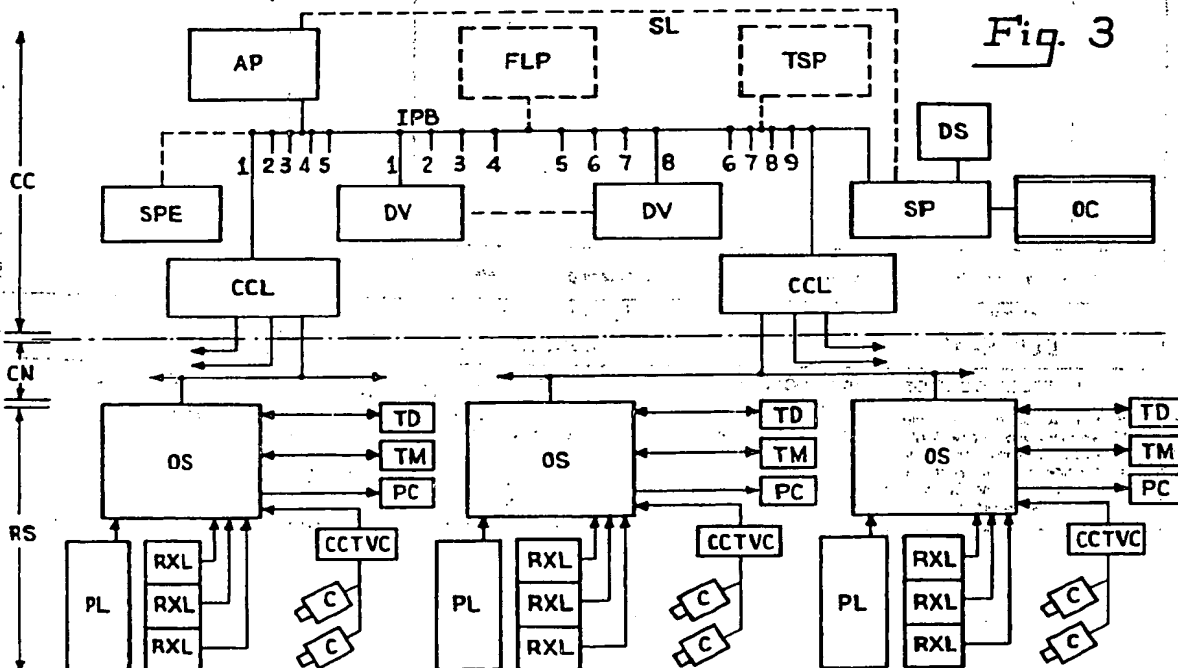 Fig. 3
SL
AP
FLP
TSP
IPB
DS
1 2 3 4 5 1 2 3 4 5 6 7 8 6 7 8 9
CC
SPE
DV
DV
SP
OC
CCL
CCL
CN
OS
TD
TM
PC
OS
TD
TM
PC
OS
TD
TM
PC
RS
CCTVC
CCTVC
CCTVC
PL
RXL
RXL
RXL
C
C
PL
RXL
RXL
RXL
C
C
PL
RXL
RXL
RXL
C
C